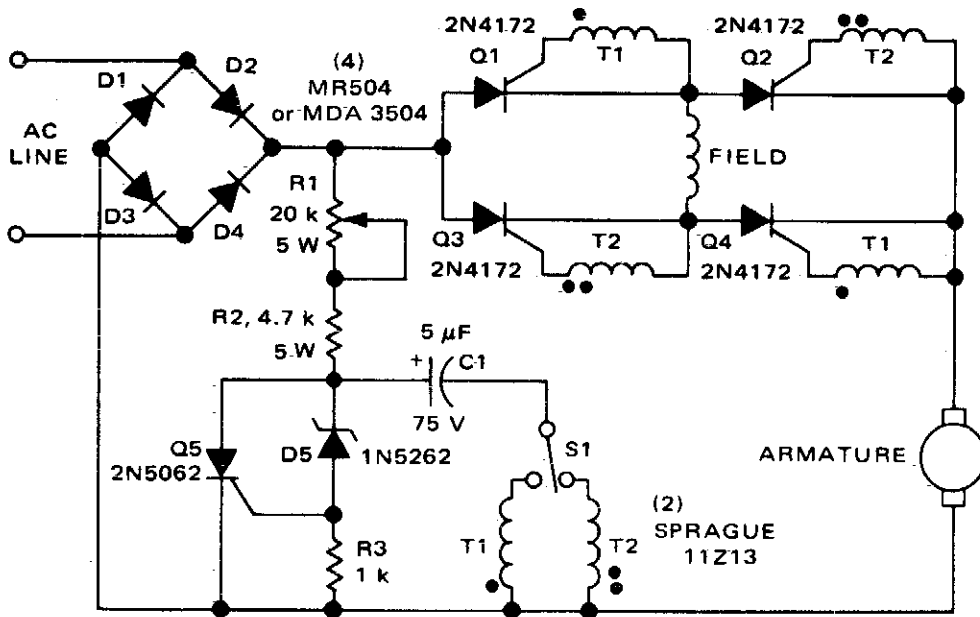 2N4172
Q1
T1
2N4172
Q2
T2
D1
D2
(4)
MR504
or MDA 3504
AC
LINE
D3
D4
R1
20 k
5 W
FIELD
Q3
2N4172
T2
Q4
2N4172
T1
R2, 4.7 k
5 W
5 µF
+
C1
75 V
Q5
2N5062
D5
1N5262
S1
ARMATURE
(2)
SPRAGUE
11Z13
T1
T2
R3
1 k